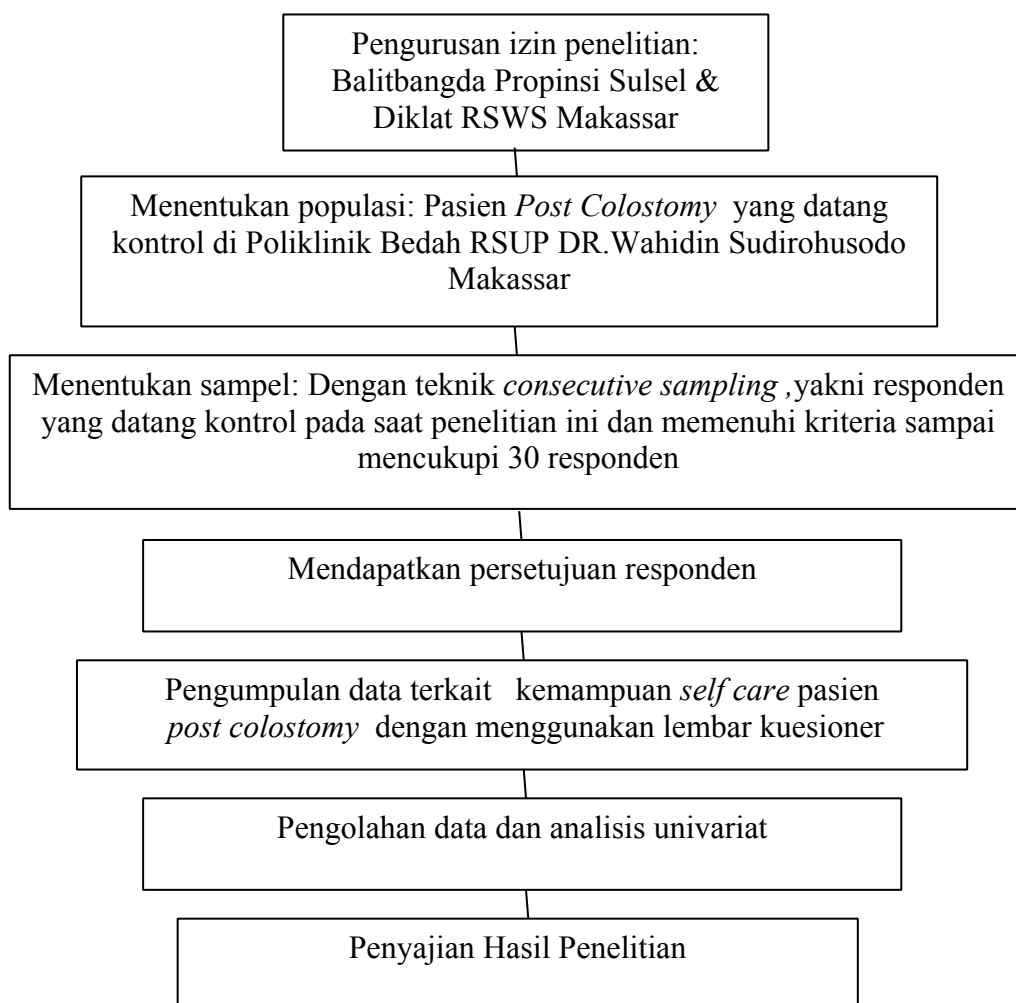 Pengurusan izin penelitian:
Balitbangda Propinsi Sulsel &
Diklat RSWS Makassar
Menentukan populasi: Pasien Post Colostomy yang datang
kontrol di Poliklinik Bedah RSUP DR.Wahidin Sudirohusodo
Makassar
Menentukan sampel: Dengan teknik consecutive sampling ,yakni responden
yang datang kontrol pada saat penelitian ini dan memenuhi kriteria sampai
mencukupi 30 responden
Mendapatkan persetujuan responden
Pengumpulan data terkait kemampuan self care pasien
post colostomy dengan menggunakan lembar kuesioner
Pengolahan data dan analisis univariat
Penyajian Hasil Penelitian